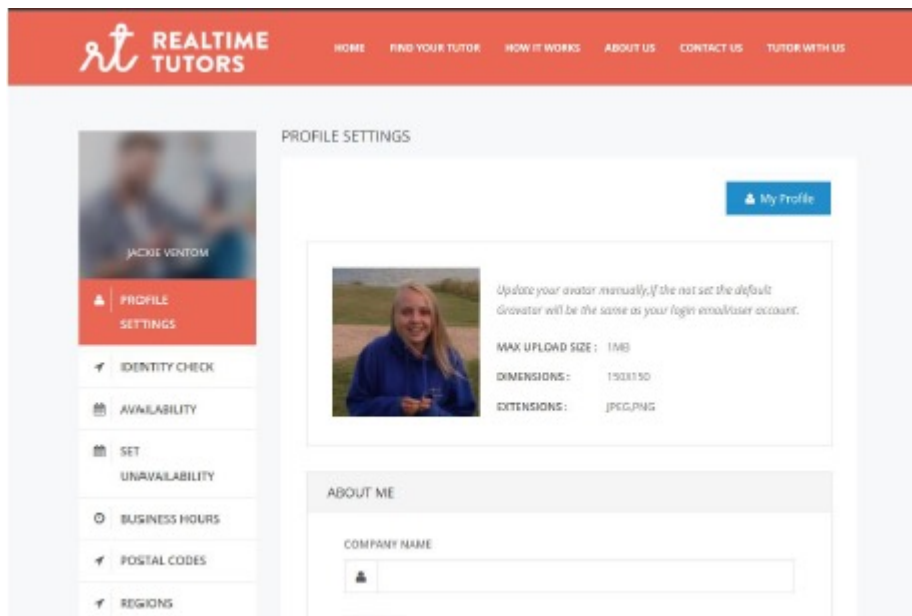 rt REALTIME
TUTORS
HOME FIND YOUR TUTOR HOW IT WORKS ABOUT US CONTACT US TUTOR WITH US
PROFILE SETTINGS
My Profile
JACKIE VENTOM
PROFILE
SETTINGS
IDENTITY CHECK
AVAILABILITY
SET
UNAVAILABILITY
BUSINESS HOURS
POSTAL CODES
REGIONS
Update your avatar manually,If the not set the default
Gravatar will be the same as your login email/user account.
MAX UPLOAD SIZE : 1MB
DIMENSIONS : 150X150
EXTENSIONS : JPEG,PNG
ABOUT ME
COMPANY NAME